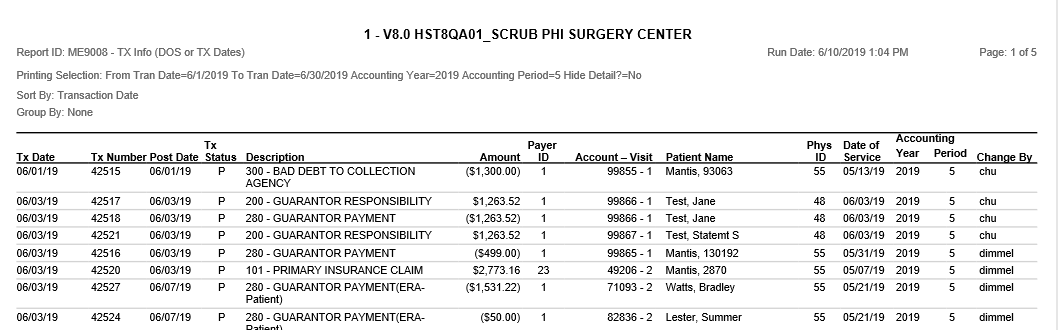 1 - V8.0 HST8QA01_SCRUB PHI SURGERY CENTER
Report ID: ME9008 - TX Info (DOS or TX Dates) Run Date: 6/10/2019 1:04 PM Page: 1 of 5
Printing Selection: From Tran Date=6/1/2019 To Tran Date=6/30/2019 Accounting Year=2019 Accounting Period=5 Hide Detail?=No
Sort By: Transaction Date
Group By: None
Tx Payer Phys Date of Accounting
Tx Date Tx Number Post Date Status Description Amount ID Account – Visit Patient Name ID Service Year Period Change By
06/01/19 42515 06/01/19 P 300 - BAD DEBT TO COLLECTION ($1,300.00) 1 99855 - 1 Mantis, 93063 55 05/13/19 2019 5 chu
AGENCY
06/03/19 42517 06/03/19 P 200 - GUARANTOR RESPONSIBILITY $1,263.52 1 99866 - 1 Test, Jane 48 06/03/19 2019 5 chu
06/03/19 42518 06/03/19 P 280 - GUARANTOR PAYMENT ($1,263.52) 1 99866 - 1 Test, Jane 48 06/03/19 2019 5 chu
06/03/19 42521 06/03/19 P 200 - GUARANTOR RESPONSIBILITY $1,263.52 1 99867 - 1 Test, Statemt S 48 06/03/19 2019 5 chu
06/03/19 42516 06/03/19 P 280 - GUARANTOR PAYMENT ($499.00) 1 99865 - 1 Mantis, 130192 55 05/31/19 2019 5 dimmel
06/03/19 42520 06/03/19 P 101 - PRIMARY INSURANCE CLAIM $2,773.16 23 49206 - 2 Mantis, 2870 55 05/07/19 2019 5 dimmel
06/03/19 42527 06/07/19 P 280 - GUARANTOR PAYMENT(ERA- ($1,531.22) 1 71093 - 2 Watts, Bradley 55 05/21/19 2019 5 dimmel
Patient)
06/03/19 42524 06/07/19 P 280 - GUARANTOR PAYMENT(ERA- ($50.00) 1 82836 - 2 Lester, Summer 55 05/21/19 2019 5 dimmel
Patient)